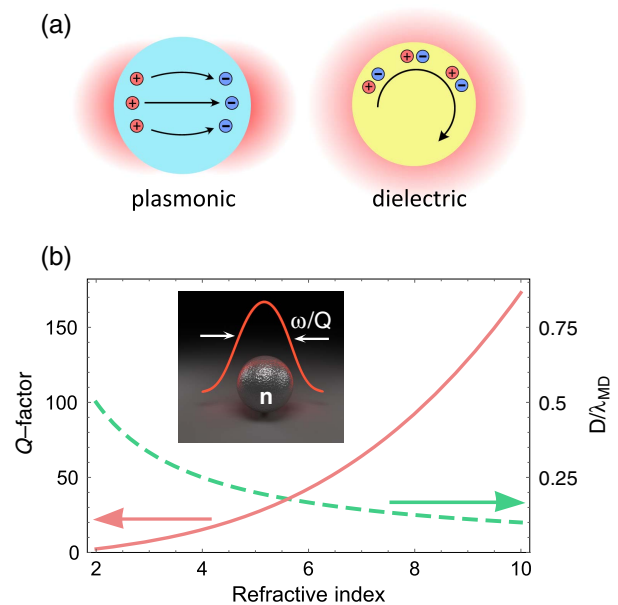 (a)
+ + + − − −
+ − + − + −
plasmonic
dielectric
(b)
Q–factor
150
100
50
0
ω/Q
n
0.75
0.5
0.25
D/λMD
2
4
6
8
10
Refractive index